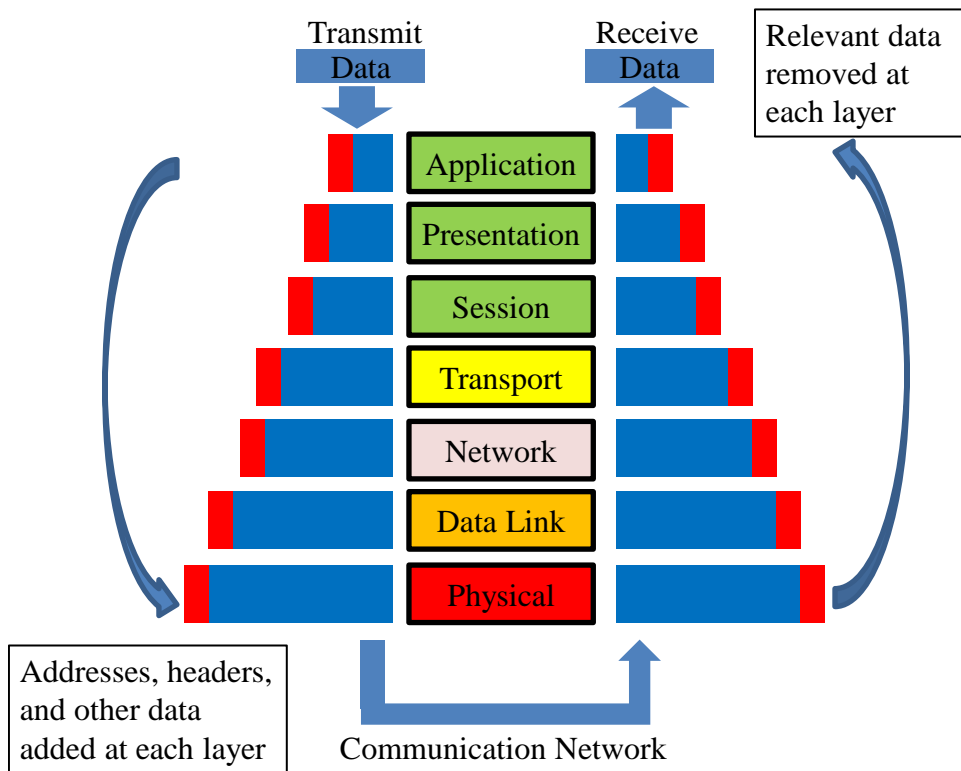 Transmit
Data
Receive
Data
Relevant data
removed at
each layer
Application
Presentation
Session
Transport
Network
Data Link
Physical
Addresses, headers,
and other data
added at each layer
Communication Network